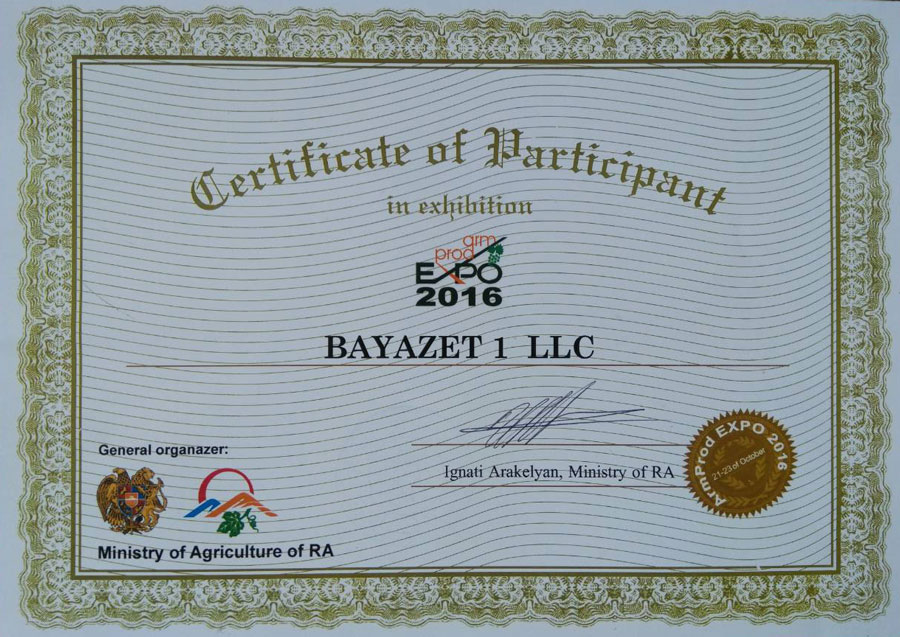 Certificate of Participant
in exhibition
arm
prod
EXPO
2016
BAYAZET 1 LLC
Ignati Arakelyan, Ministry of RA
ArmProd EXPO 2016
21-23 of October
General organazer:
Ministry of Agriculture of RA